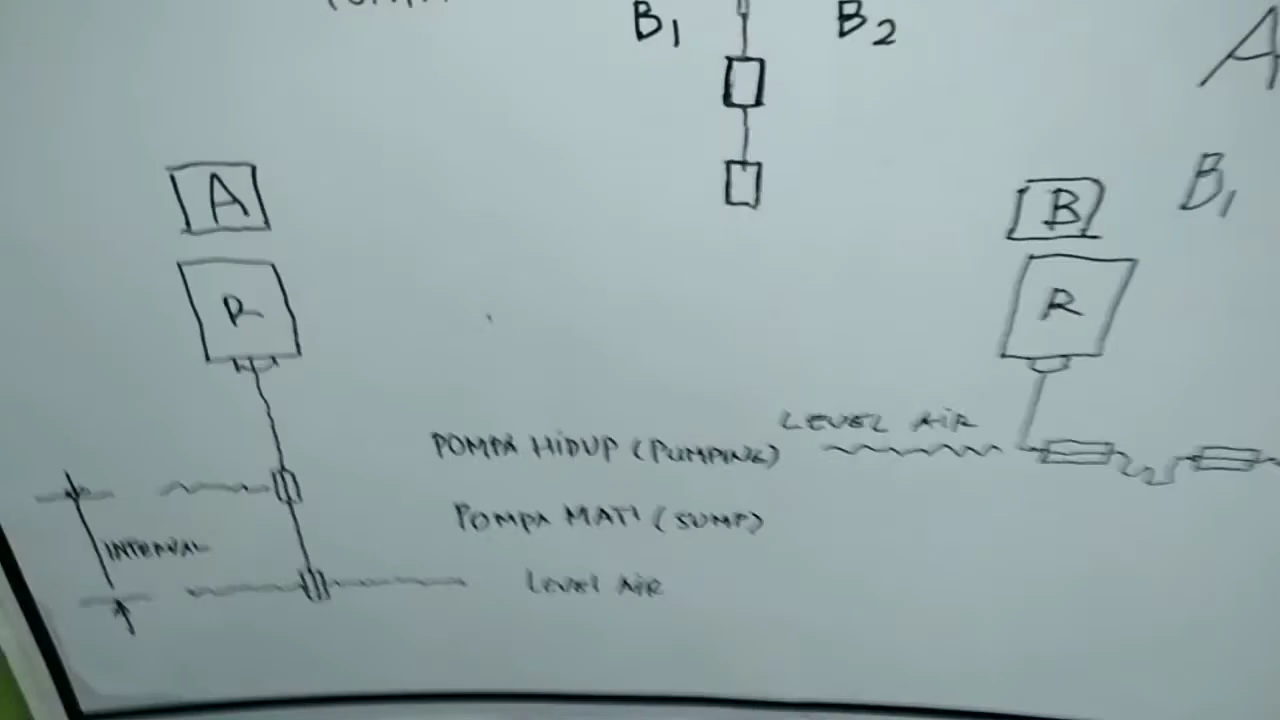 B1
B2
A
A
B
B1
R
R
LEVEL AIR
POMPA HIDUP (PUMPING)
POMPA MATI (SUMP)
INTERVAL
LEVEL AIR